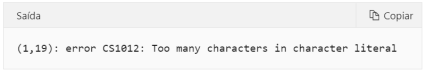 Saída
Copiar
(1,19): error CS1012: Too many characters in character literal